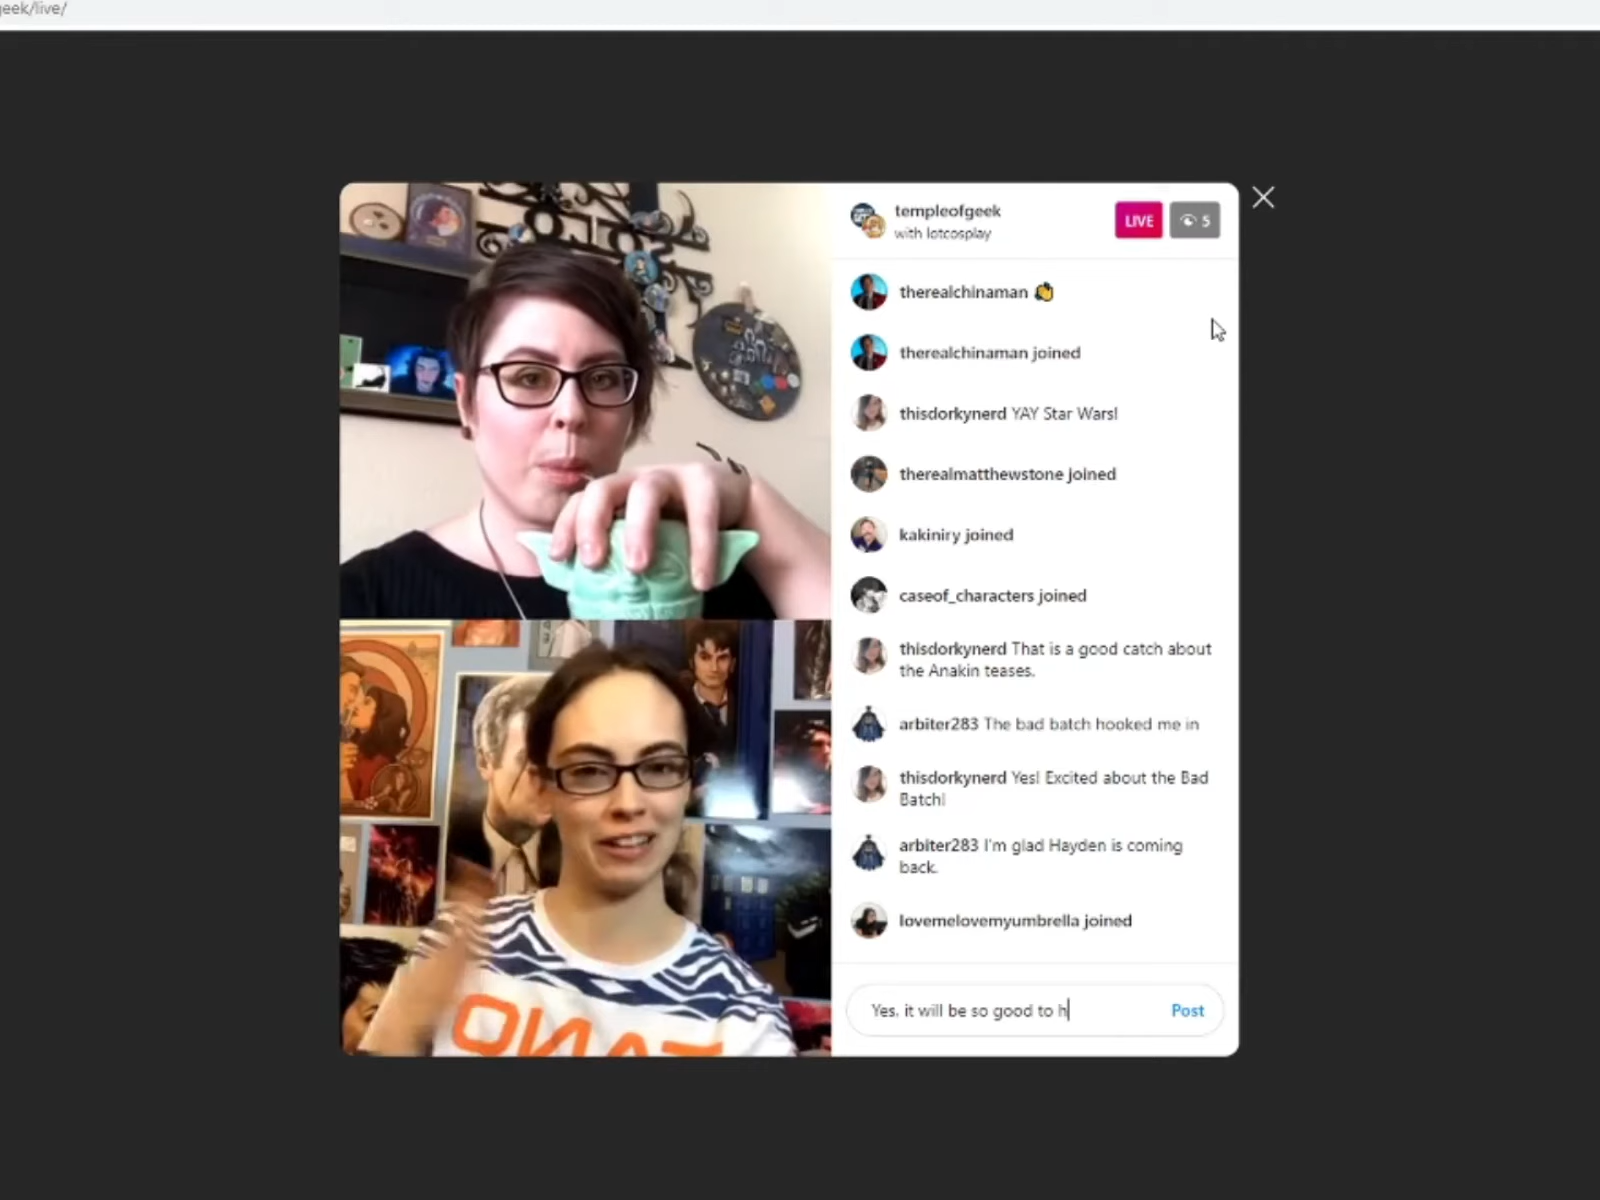 geek/live/
templeofgeek
with lotcosplay
LIVE
5
therealchinaman 👏
therealchinaman joined
thisdorkynerd YAY Star Wars!
therealmatthewstone joined
kakiniry joined
caseof_characters joined
thisdorkynerd That is a good catch about
the Anakin teases.
arbiter283 The bad batch hooked me in
thisdorkynerd Yes! Excited about the Bad
Batch!
arbiter283 I'm glad Hayden is coming
back.
lovemelovemyumbrella joined
Yes, it will be so good to h
Post